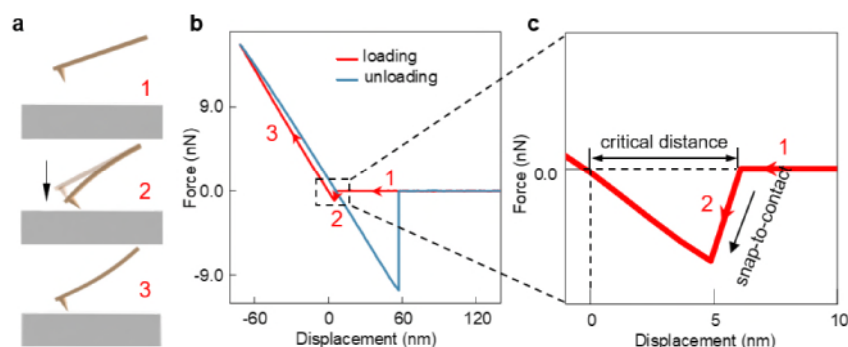 a
1
2
3
b
loading
unloading
9.0
0.0
-9.0
Force (nN)
3
1
2
-60
0
60
120
Displacement (nm)
c
critical distance
1
2
snap-to-contact
0.0
Force (nN)
0
5
10
Displacement (nm)